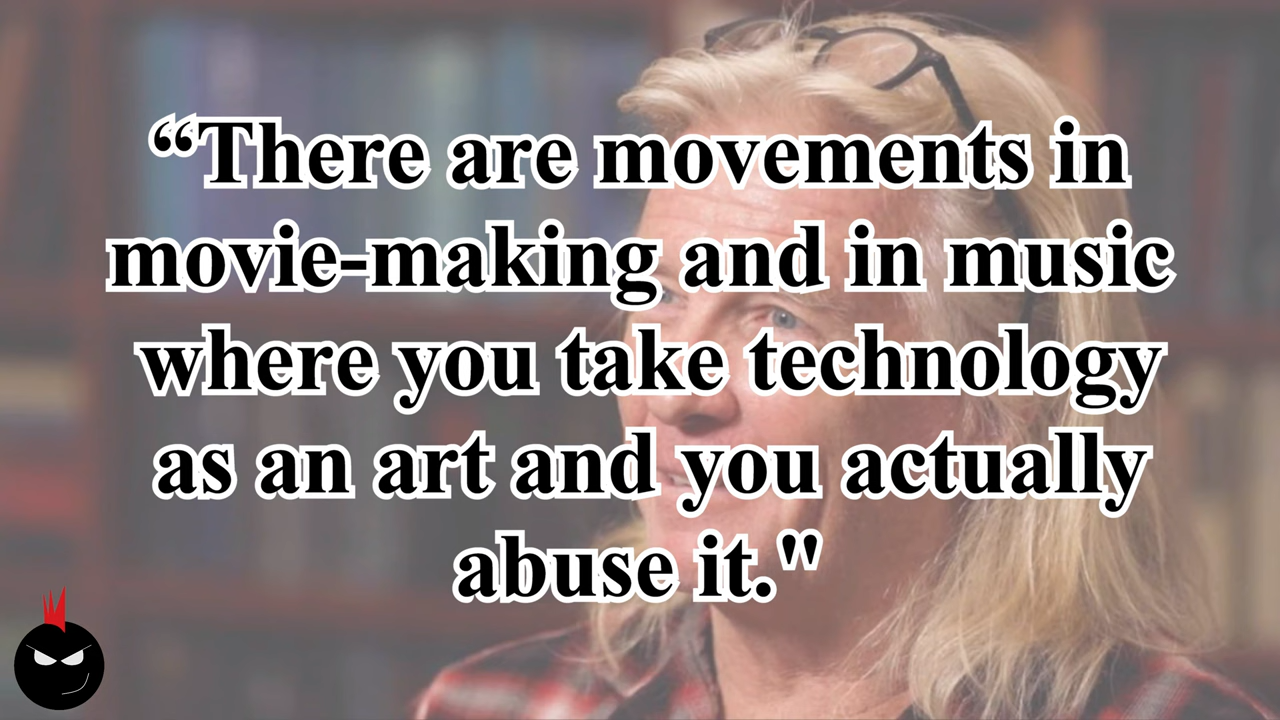 “There are movements in
movie-making and in music
where you take technology
as an art and you actually
abuse it."